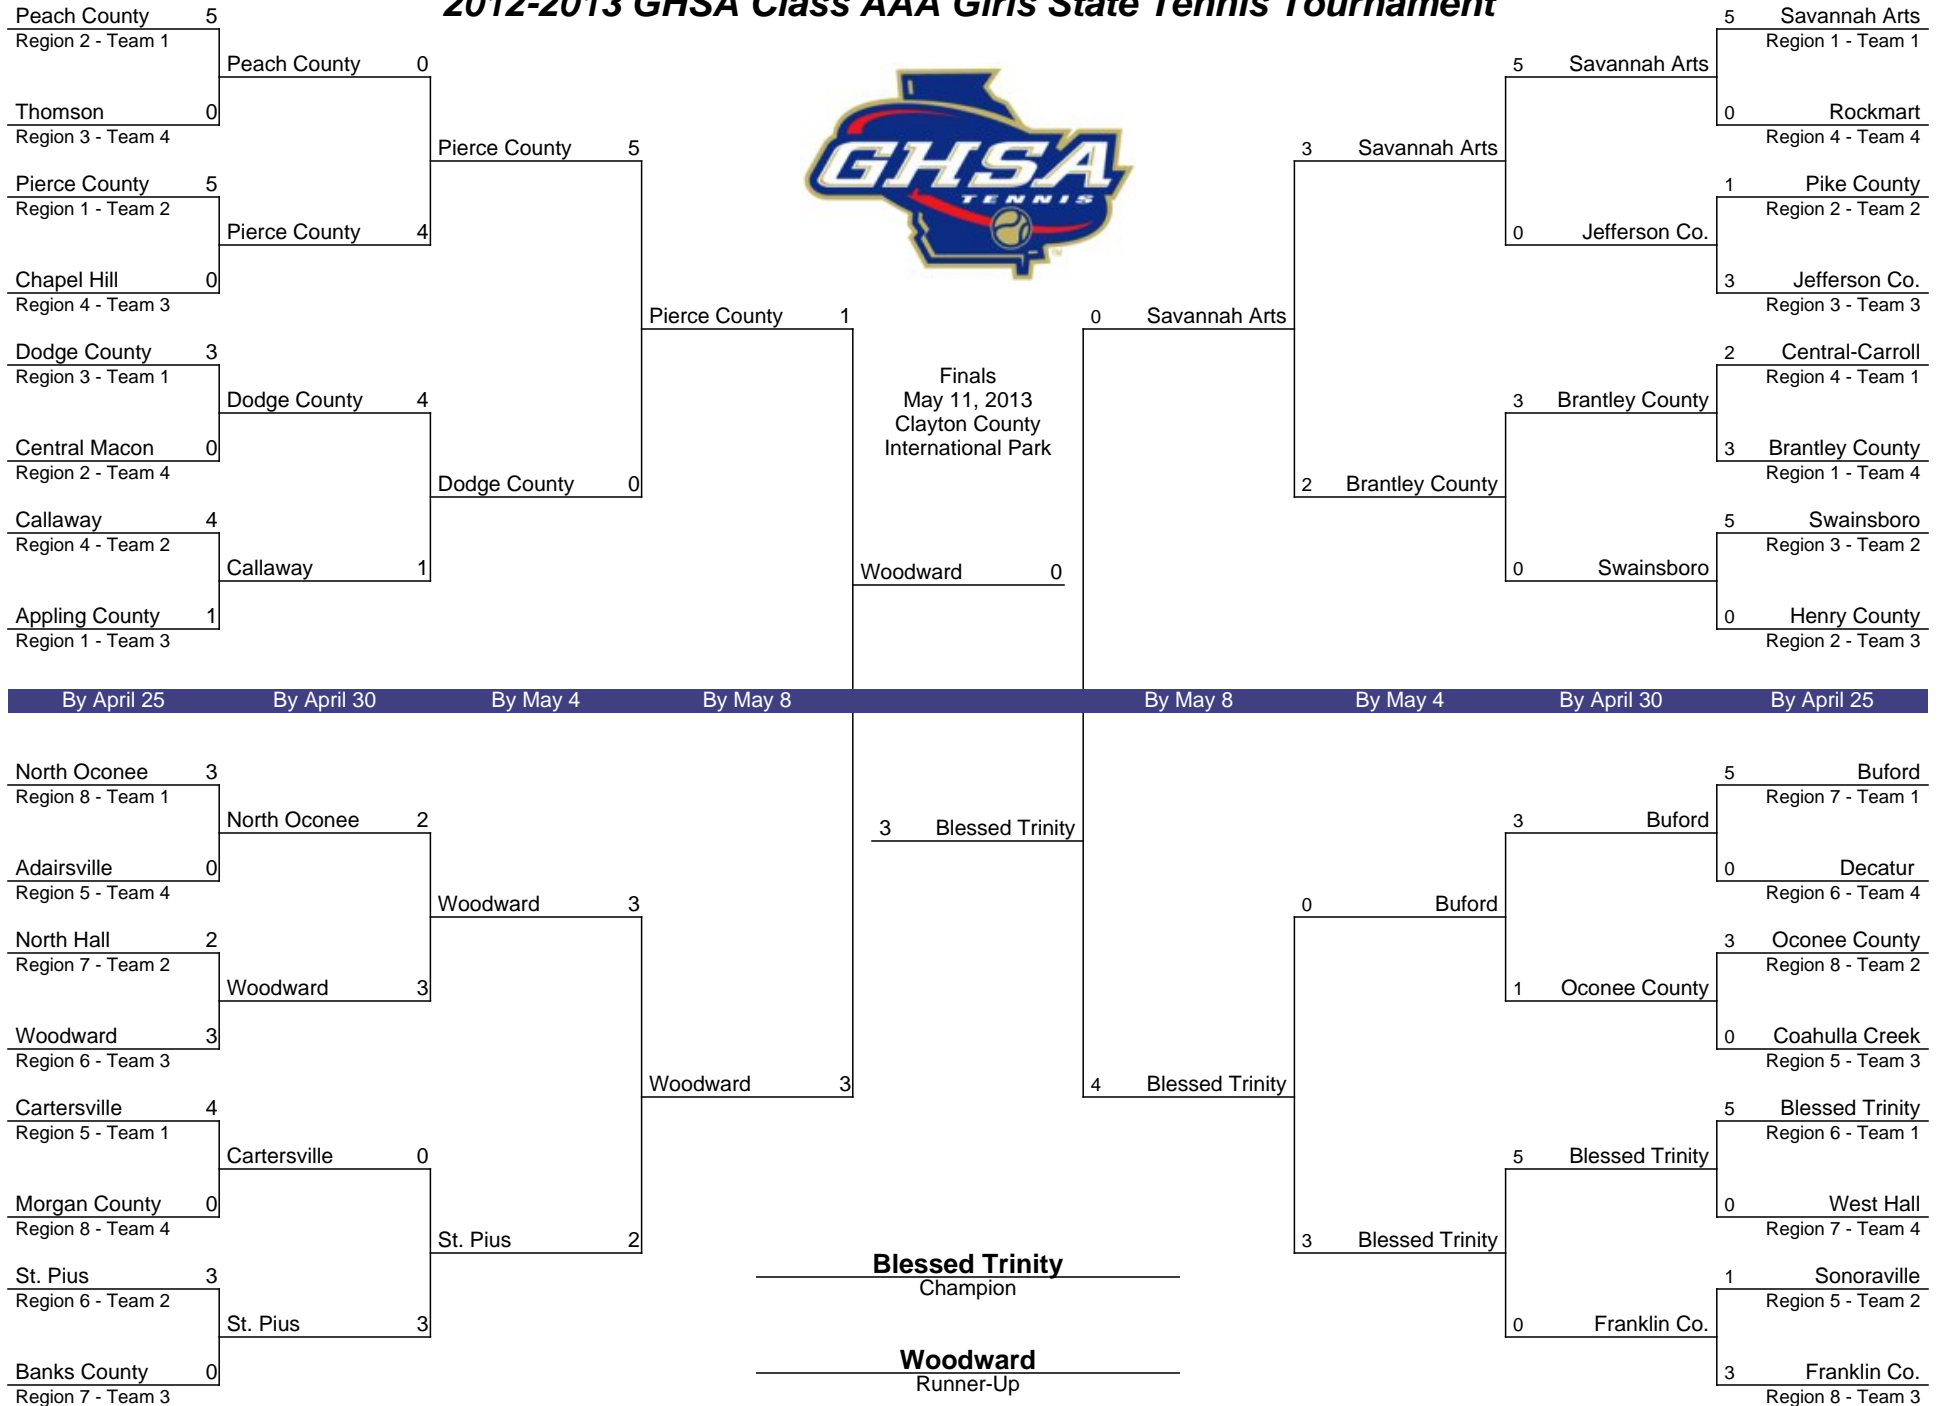 2012-2013 GHSA Class AAA Girls State Tennis Tournament
Peach County 5
Region 2 - Team 1
Thomson 0
Region 3 - Team 4
Pierce County 5
Region 1 - Team 2
Chapel Hill 0
Region 4 - Team 3
Dodge County 3
Region 3 - Team 1
Central Macon 0
Region 2 - Team 4
Callaway 4
Region 4 - Team 2
Appling County 1
Region 1 - Team 3
Peach County 0
Pierce County 4
Dodge County 4
Callaway 1
Pierce County 5
Dodge County 0
Pierce County 1
GHSA
TENNIS
TM
Finals
May 11, 2013
Clayton County
International Park
Woodward 0
0 Savannah Arts
3 Savannah Arts
2 Brantley County
5 Savannah Arts
0 Jefferson Co.
3 Brantley County
0 Swainsboro
5 Savannah Arts
Region 1 - Team 1
0 Rockmart
Region 4 - Team 4
1 Pike County
Region 2 - Team 2
3 Jefferson Co.
Region 3 - Team 3
2 Central-Carroll
Region 4 - Team 1
3 Brantley County
Region 1 - Team 4
5 Swainsboro
Region 3 - Team 2
0 Henry County
Region 2 - Team 3
By April 25 By April 30 By May 4 By May 8 By May 8 By May 4 By April 30 By April 25
North Oconee 3
Region 8 - Team 1
Adairsville 0
Region 5 - Team 4
North Hall 2
Region 7 - Team 2
Woodward 3
Region 6 - Team 3
Cartersville 4
Region 5 - Team 1
Morgan County 0
Region 8 - Team 4
St. Pius 3
Region 6 - Team 2
Banks County 0
Region 7 - Team 3
North Oconee 2
Woodward 3
Cartersville 0
St. Pius 3
Woodward 3
St. Pius 2
Woodward 3
3 Blessed Trinity
4 Blessed Trinity
0 Buford
3 Blessed Trinity
3 Buford
1 Oconee County
5 Blessed Trinity
0 Franklin Co.
5 Buford
Region 7 - Team 1
0 Decatur
Region 6 - Team 4
3 Oconee County
Region 8 - Team 2
0 Coahulla Creek
Region 5 - Team 3
5 Blessed Trinity
Region 6 - Team 1
0 West Hall
Region 7 - Team 4
1 Sonoraville
Region 5 - Team 2
3 Franklin Co.
Region 8 - Team 3
Blessed Trinity
Champion
Woodward
Runner-Up